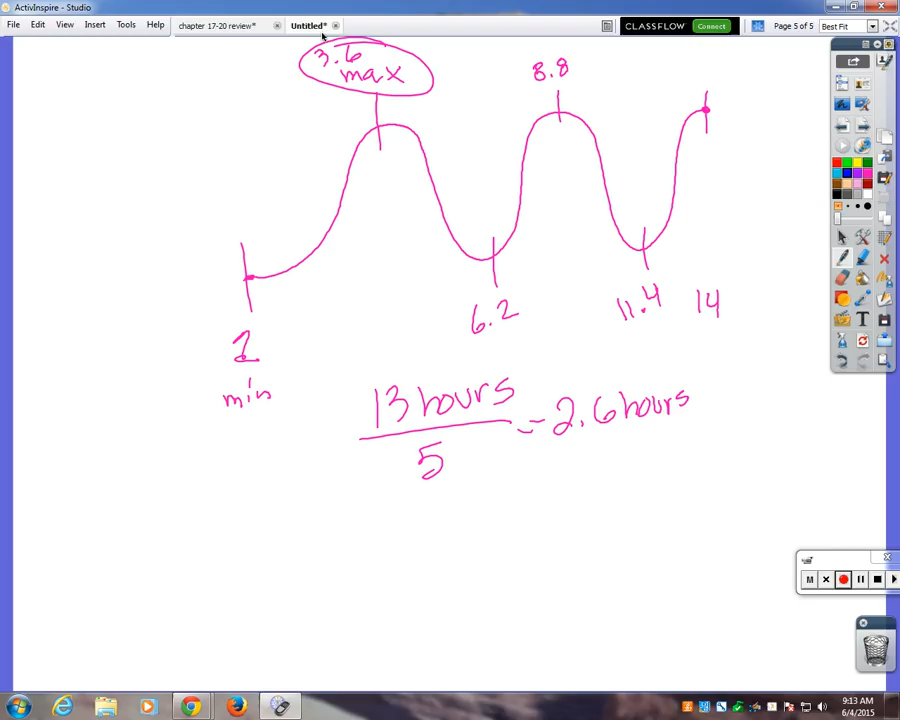 ActivInspire - Studio
File Edit View Insert Tools Help
chapter 17-20 review*
Untitled*
CLASSFLOW Connect
Page 5 of 5
Best Fit
3.6
max
8.8
6.2
11.4
14
1
min
13 hours
5
= 2.6 hours
M
9:13 AM
6/4/2015